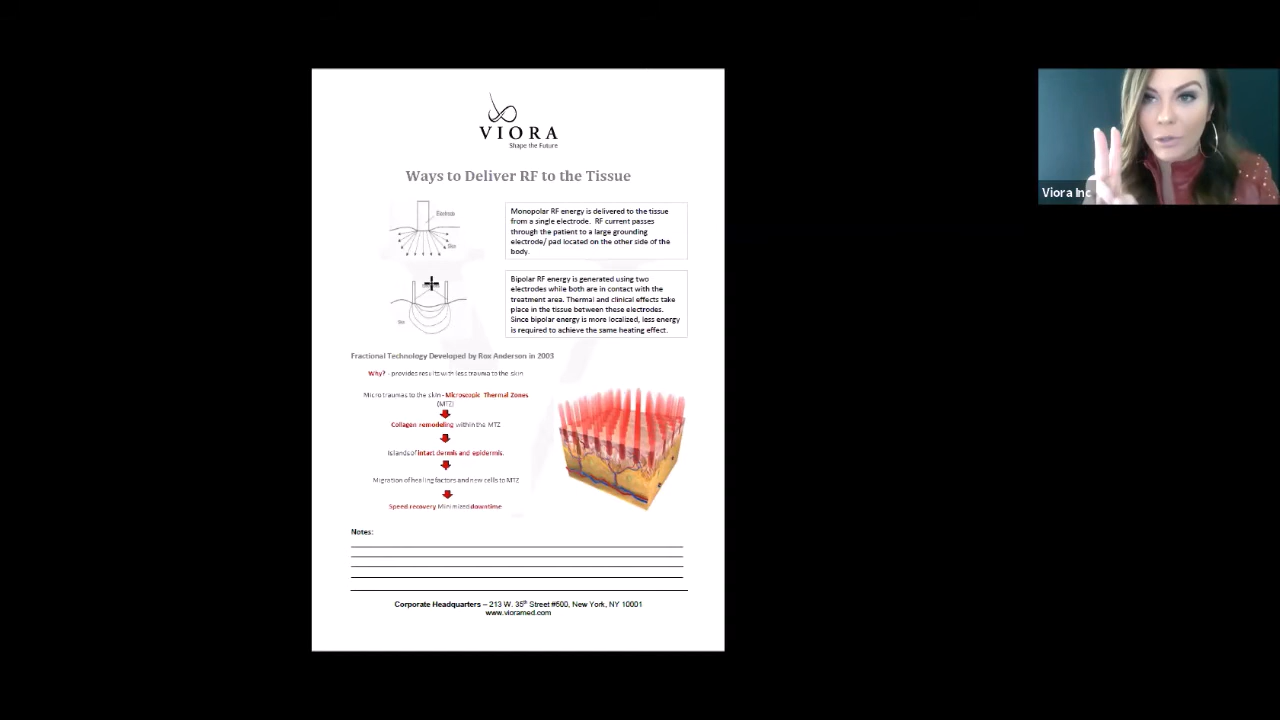 VIORA
Shape the Future
Ways to Deliver RF to the Tissue
Electrode
Skin
Monopolar RF energy is delivered to the tissue
from a single electrode. RF current passes
through the patient to a large grounding
electrode/ pad located on the other side of the
body.
Bipolar RF energy is generated using two
electrodes while both are in contact with the
treatment area. Thermal and clinical effects take
place in the tissue between these electrodes.
Since bipolar energy is more localized, less energy
is required to achieve the same heating effect.
Fractional Technology Developed by Rox Anderson in 2003
Why? - provides results with less trauma to the skin
Micro traumas to the skin - Microscopic Thermal Zones
(MTZ)
Collagen remodeling within the MTZ
Islands of intact dermis and epidermis.
Migration of healing factors and new cells to MTZ
Speed recovery Minimized downtime
Notes:
Corporate Headquarters – 213 W. 35th Street #500, New York, NY 10001
www.vioramed.com
Viora Inc